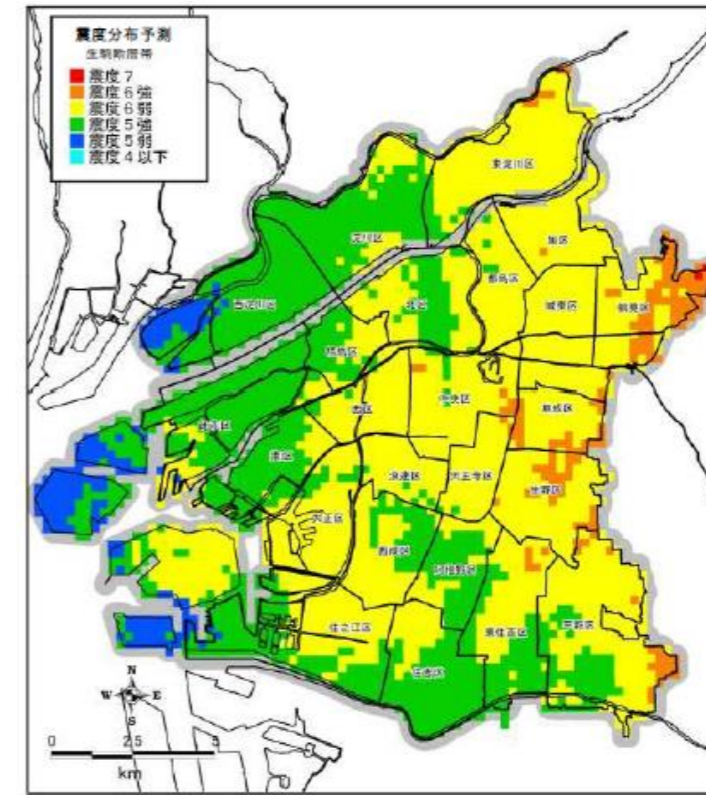 震度分布予測
生駒断層帯
震度7
震度6強
震度6弱
震度5強
震度5弱
震度4以下
東淀川区
淀川区
旭区
都島区
西淀川区
北区
城東区
鶴見区
福島区
此花区
西区
中央区
東成区
港区
浪速区
天王寺区
生野区
大正区
西成区
阿倍野区
住之江区
東住吉区
平野区
住吉区
N
W E
S
0 2.5 5
km